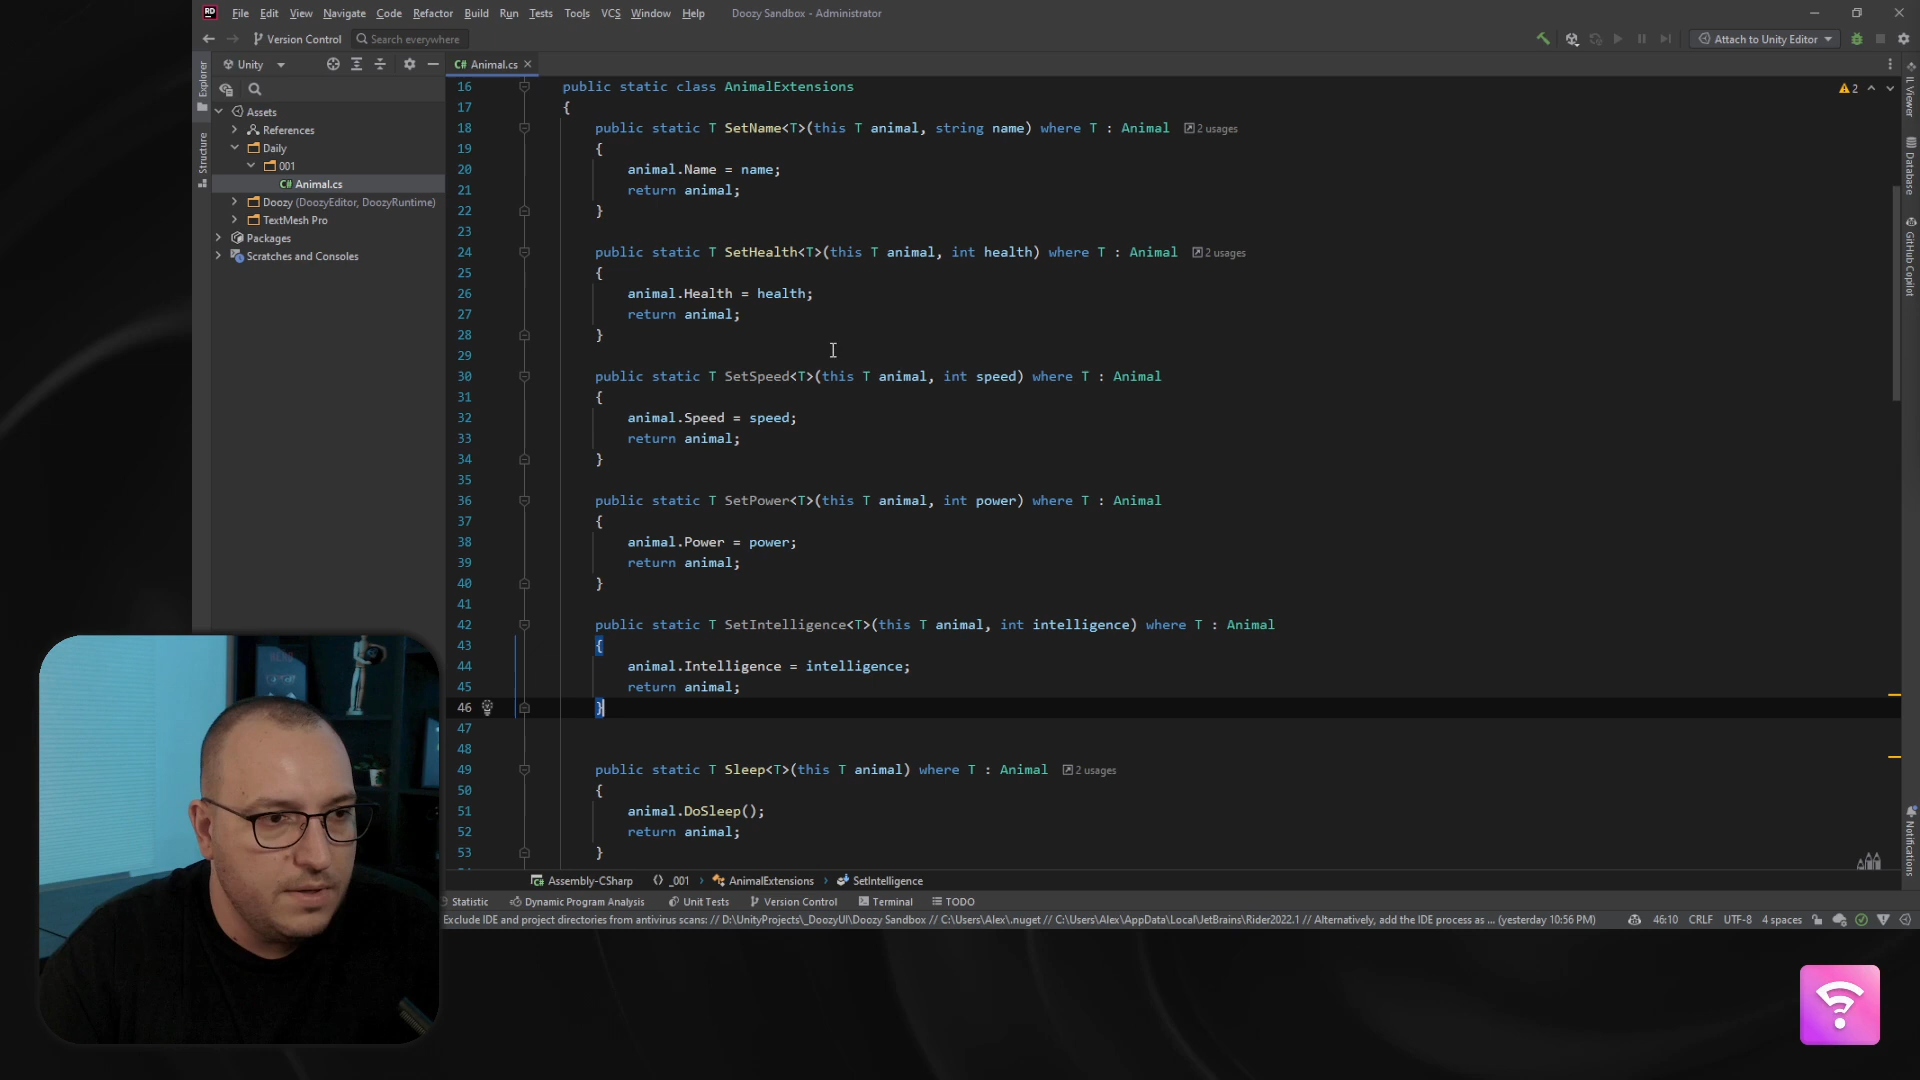 File Edit View Navigate Code Refactor Build Run Tests Tools VCS Window Help Doozy Sandbox - Administrator
Version Control Search everywhere Attach to Unity Editor
Explorer
Structure
Unity
Assets
References
Daily
001
C# Animal.cs
Doozy (DoozyEditor, DoozyRuntime)
TextMesh Pro
Packages
Scratches and Consoles
C# Animal.cs
2
16 public static class AnimalExtensions
17 {
18 public static T SetName<T>(this T animal, string name) where T : Animal 2 usages
19 {
20 animal.Name = name;
21 return animal;
22 }
23
24 public static T SetHealth<T>(this T animal, int health) where T : Animal 2 usages
25 {
26 animal.Health = health;
27 return animal;
28 }
29
30 public static T SetSpeed<T>(this T animal, int speed) where T : Animal
31 {
32 animal.Speed = speed;
33 return animal;
34 }
35
36 public static T SetPower<T>(this T animal, int power) where T : Animal
37 {
38 animal.Power = power;
39 return animal;
40 }
41
42 public static T SetIntelligence<T>(this T animal, int intelligence) where T : Animal
43 {
44 animal.Intelligence = intelligence;
45 return animal;
46 }
47
48
49 public static T Sleep<T>(this T animal) where T : Animal 2 usages
50 {
51 animal.DoSleep();
52 return animal;
53 }
IL Viewer
Database
GitHub Copilot
Notifications
Assembly-CSharp _001 AnimalExtensions SetIntelligence
Statistic Dynamic Program Analysis Unit Tests Version Control Terminal TODO
Exclude IDE and project directories from antivirus scans: // D:\UnityProjects\_DoozyUI\Doozy Sandbox // C:\Users\Alex\.nuget // C:\Users\Alex\AppData\Local\JetBrains\Rider2022.1 // Alternatively, add the IDE process as ... (yesterday 10:56 PM) 46:10 CRLF UTF-8 4 spaces